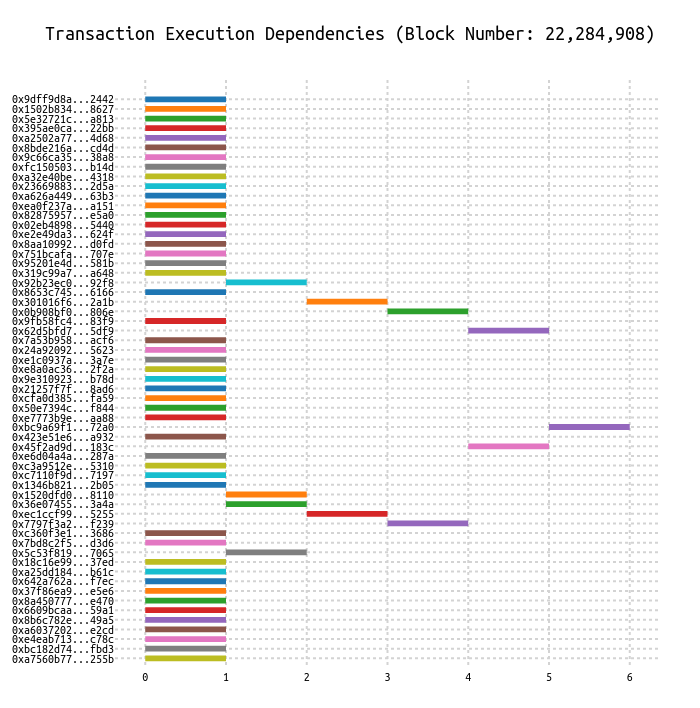 Transaction Execution Dependencies (Block Number: 22,284,908)
0x9dff9d8a...2442
0x1502b834...8627
0x5e32721c...a813
0x395ae0ca...22bb
0xa2502a77...4d68
0x8bde216a...cd4d
0x9c66ca35...38a8
0xfc150503...b14d
0xa32e40be...4318
0x23669883...2d5a
0xa626a449...63b3
0xea0f237a...a151
0x82875957...e5a0
0x02eb4898...5440
0xe2e49da3...624f
0x8aa10992...d0fd
0x751bcafa...707e
0x95201e4d...581b
0x319c99a7...a648
0x92b23ec0...92f8
0x8653c745...6166
0x301016f6...2a1b
0x0b908bf0...806e
0x9fb58fc4...83f9
0x62d5bfd7...5df9
0x7a53b958...acf6
0x24a92092...5623
0xe1c0937a...3a7e
0xe8a0ac36...2f2a
0x9e310923...b78d
0x21257f7f...8ad6
0xcfa0d385...fa59
0x50e7394c...f844
0xe7773b9e...aa88
0xbc9a69f1...72a0
0x423e51e6...a932
0x45f2ad9d...183c
0xe6d04a4a...287a
0xc3a9512e...5310
0xc7110f9d...7197
0x1346b821...2b05
0x1520dfd0...8110
0x36e07455...3a4a
0xec1ccf99...5255
0x7797f3a2...f239
0xc360f3e1...3686
0x7bd8c2f5...d3d6
0x5c53f819...7065
0x18c16e99...37ed
0xa25dd184...b61c
0x642a762a...f7ec
0x37f86ea9...e5e6
0x8a450777...e470
0x6609bcaa...59a1
0x8b6c782e...49a5
0xa6037202...e2cd
0xe4eab713...c78c
0xbc182d74...fbd3
0xa7560b77...255b
0 1 2 3 4 5 6